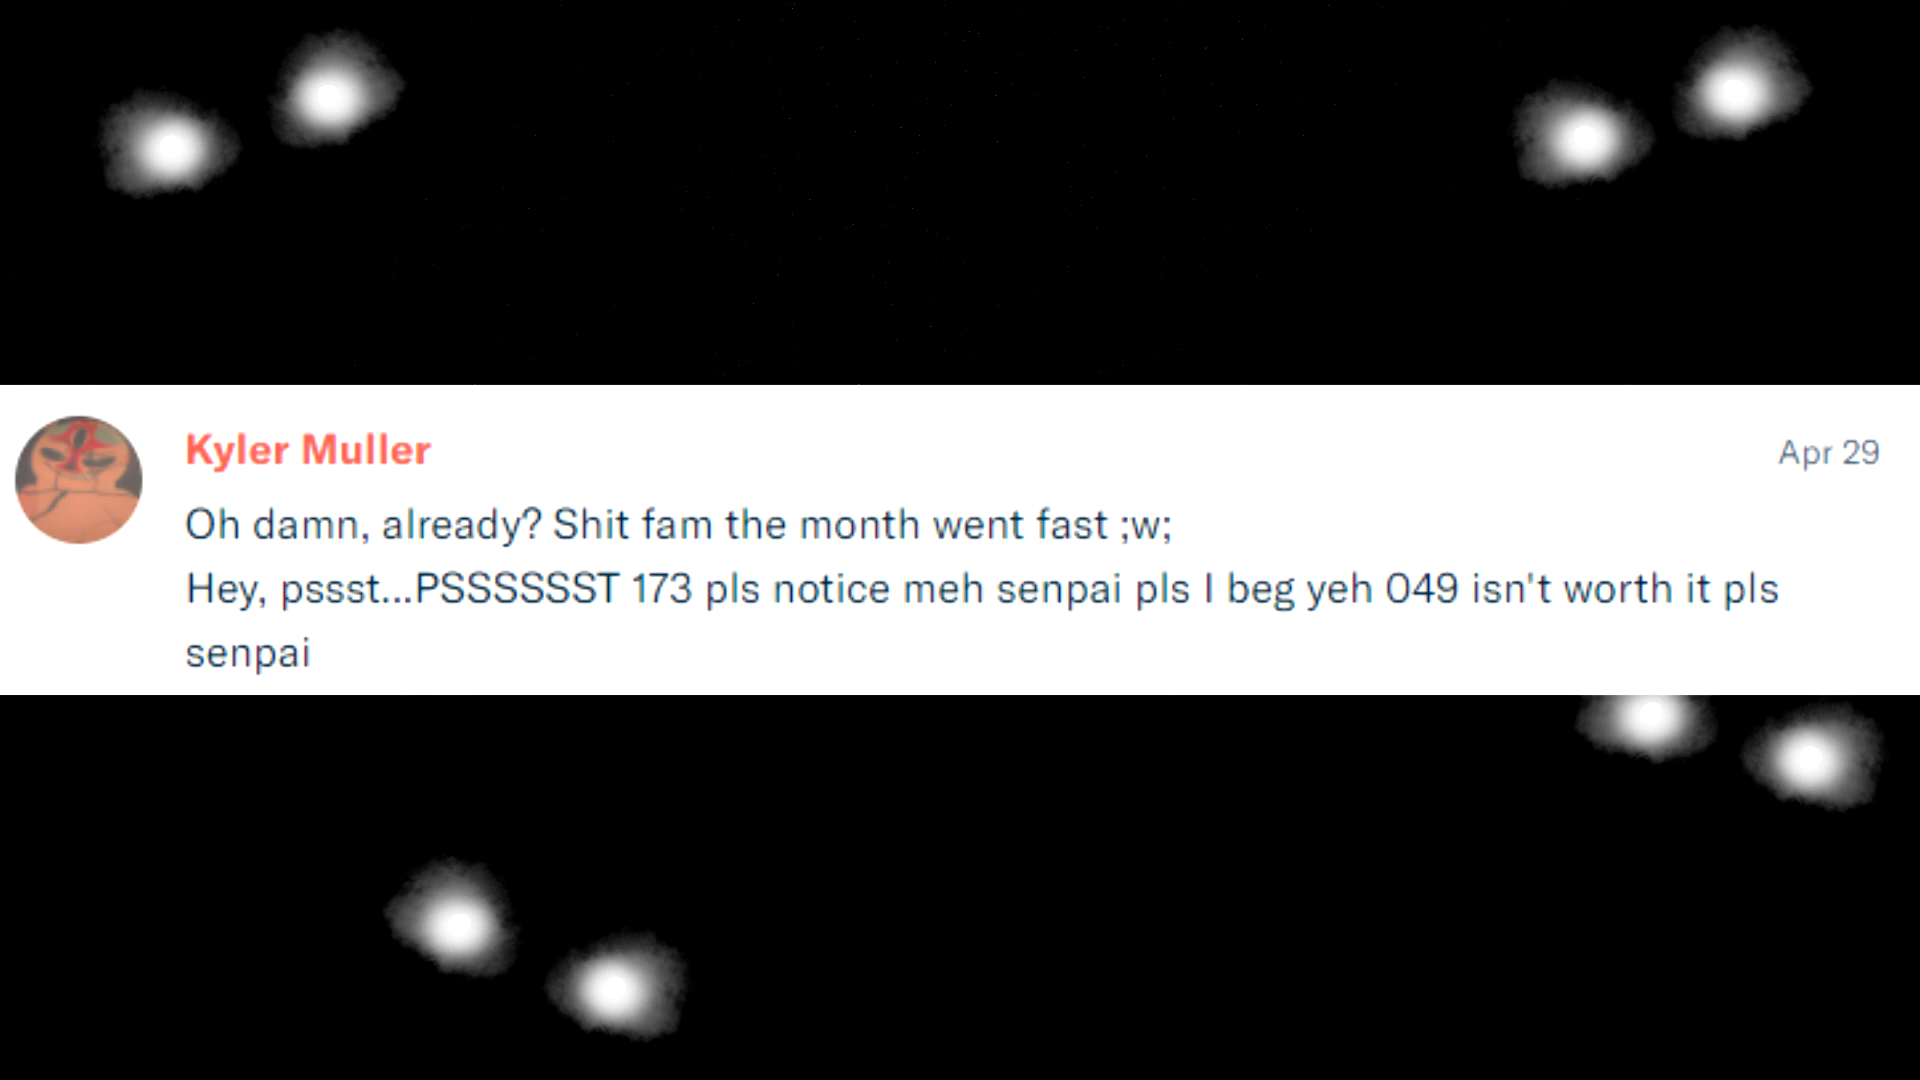 Kyler Muller
Apr 29
Oh damn, already? Shit fam the month went fast ;w;
Hey, pssst...PSSSSSST 173 pls notice meh senpai pls I beg yeh 049 isn't worth it pls
senpai